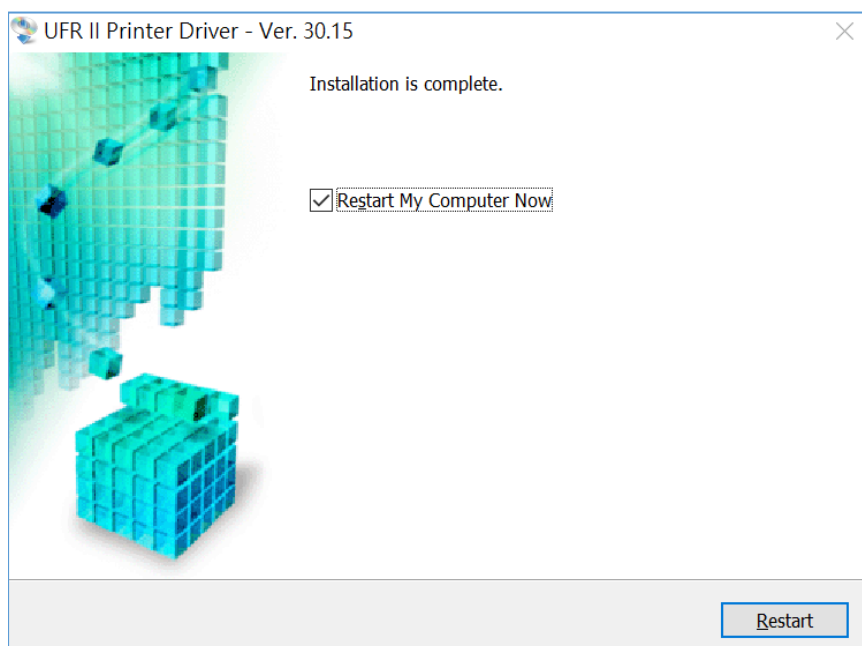 UFR II Printer Driver - Ver. 30.15
Installation is complete.
Restart My Computer Now
Restart